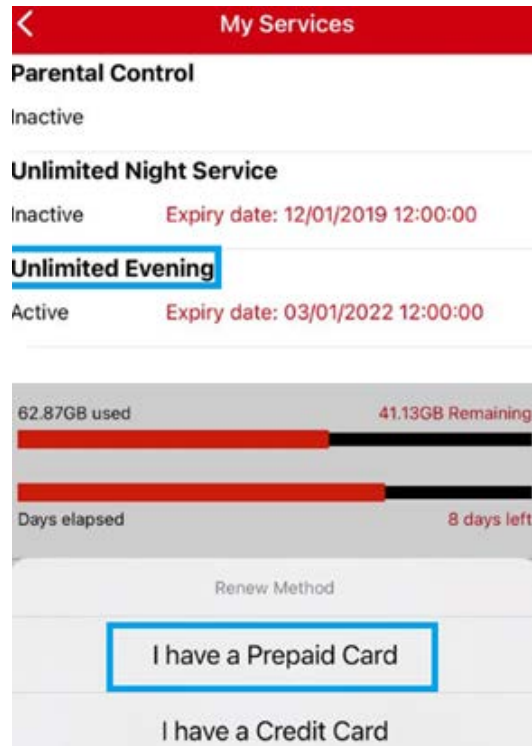 My Services
Parental Control
Inactive
Unlimited Night Service
Inactive Expiry date: 12/01/2019 12:00:00
Unlimited Evening
Active Expiry date: 03/01/2022 12:00:00
62.87GB used 41.13GB Remaining
Days elapsed 8 days left
Renew Method
I have a Prepaid Card
I have a Credit Card